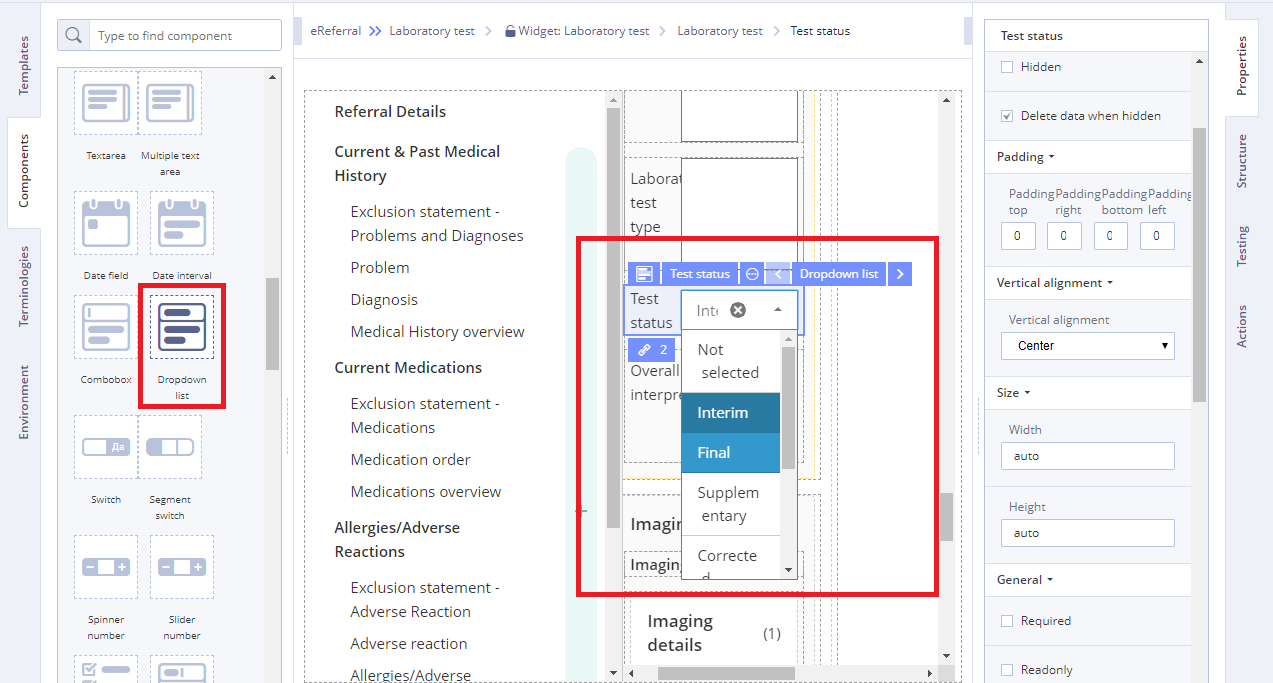 Templates
Components
Terminologies
Environment
Type to find component
Textarea
Multiple text
area
Date field
Date interval
Combobox
Dropdown
list
Да
Switch
Segment
switch
Spinner
number
Slider
number
eReferral
Laboratory test
Widget: Laboratory test
Laboratory test
Test status
Referral Details
Current & Past Medical
History
Exclusion statement -
Problems and Diagnoses
Problem
Diagnosis
Medical History overview
Current Medications
Exclusion statement -
Medications
Medication order
Medications overview
Allergies/Adverse
Reactions
Exclusion statement -
Adverse Reaction
Adverse reaction
Allergies/Adverse
Laborat
test
type
Test status
Dropdown list
Test
status
Inte
2
Overall
interpre
Not
selected
Interim
Final
Supplem
entary
Correcte
d
Imagin
Imaging
Imaging
details
(1)
Test status
Hidden
Delete data when hidden
Padding
Padding
top
Padding
right
Padding
bottom
Padding
left
0
0
0
0
Vertical alignment
Vertical alignment
Center
Size
Width
auto
Height
auto
General
Required
Readonly
Properties
Structure
Testing
Actions